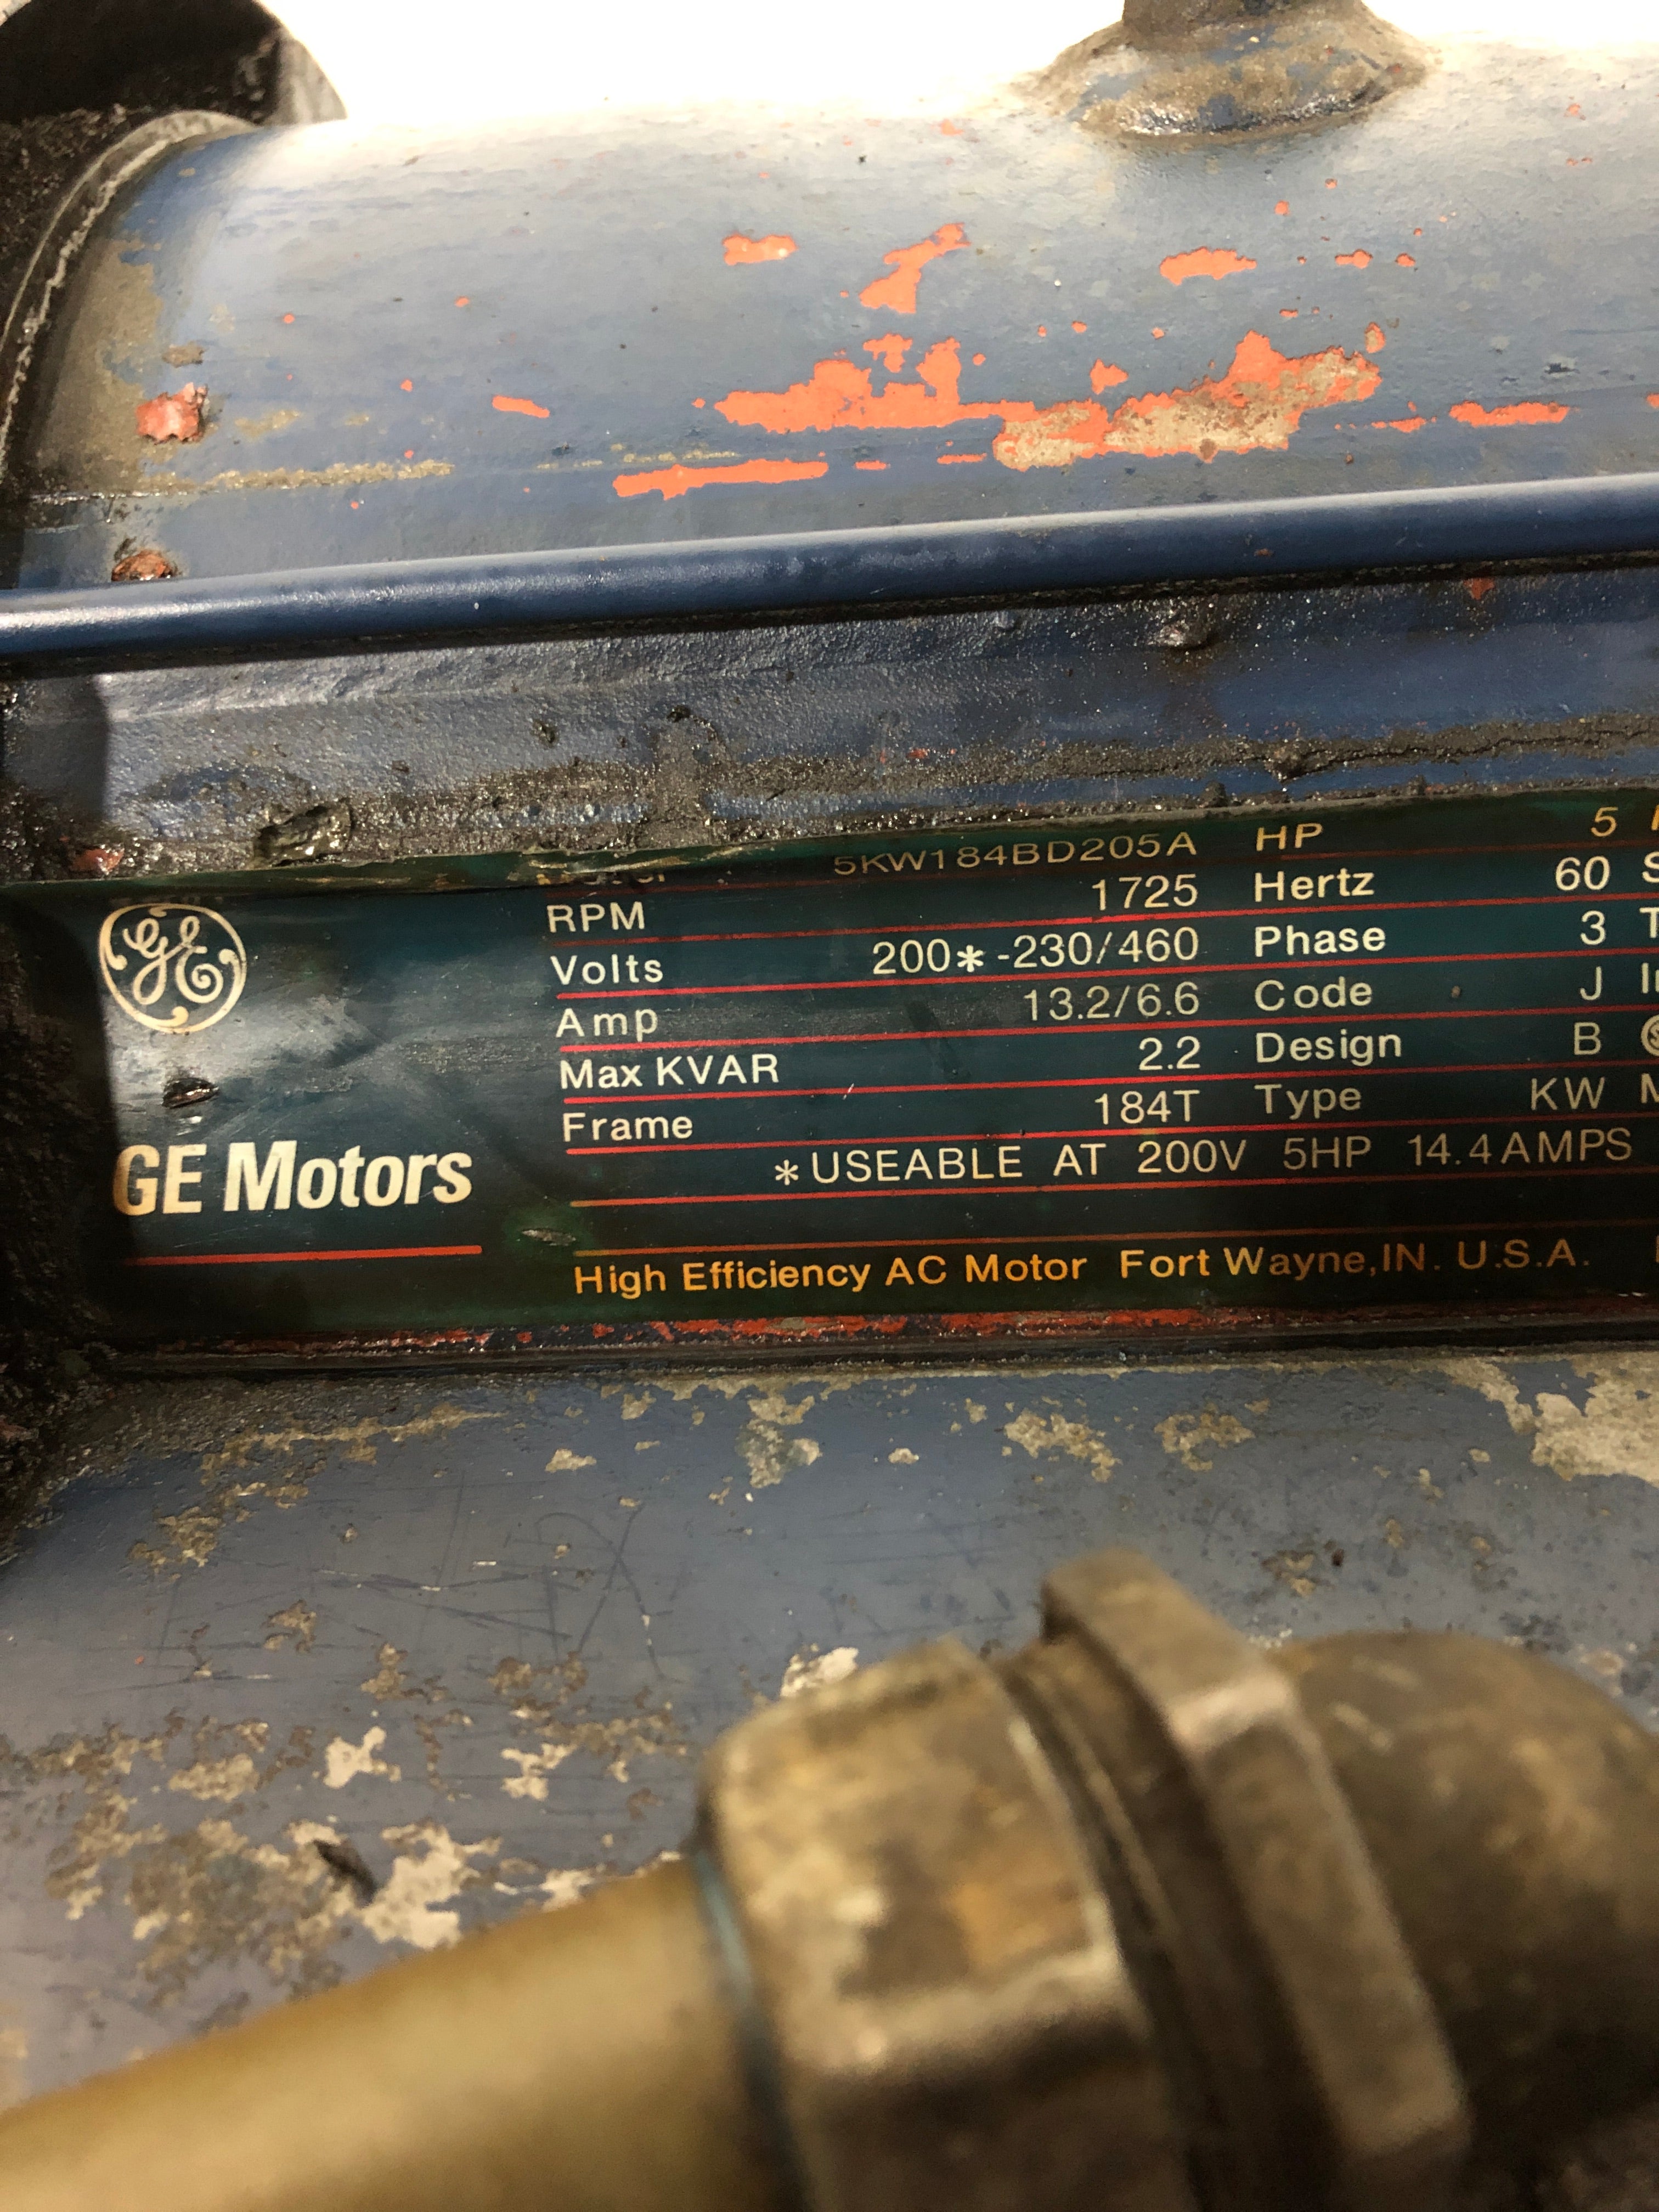 5KW184BD205A HP 5
RPM 1725 Hertz 60
Volts 200*-230/460 Phase 3
Amp 13.2/6.6 Code J
Max KVAR 2.2 Design B
Frame 184T Type KW
*USEABLE AT 200V 5HP 14.4AMPS
GE
GE Motors
High Efficiency AC Motor Fort Wayne,IN. U.S.A.